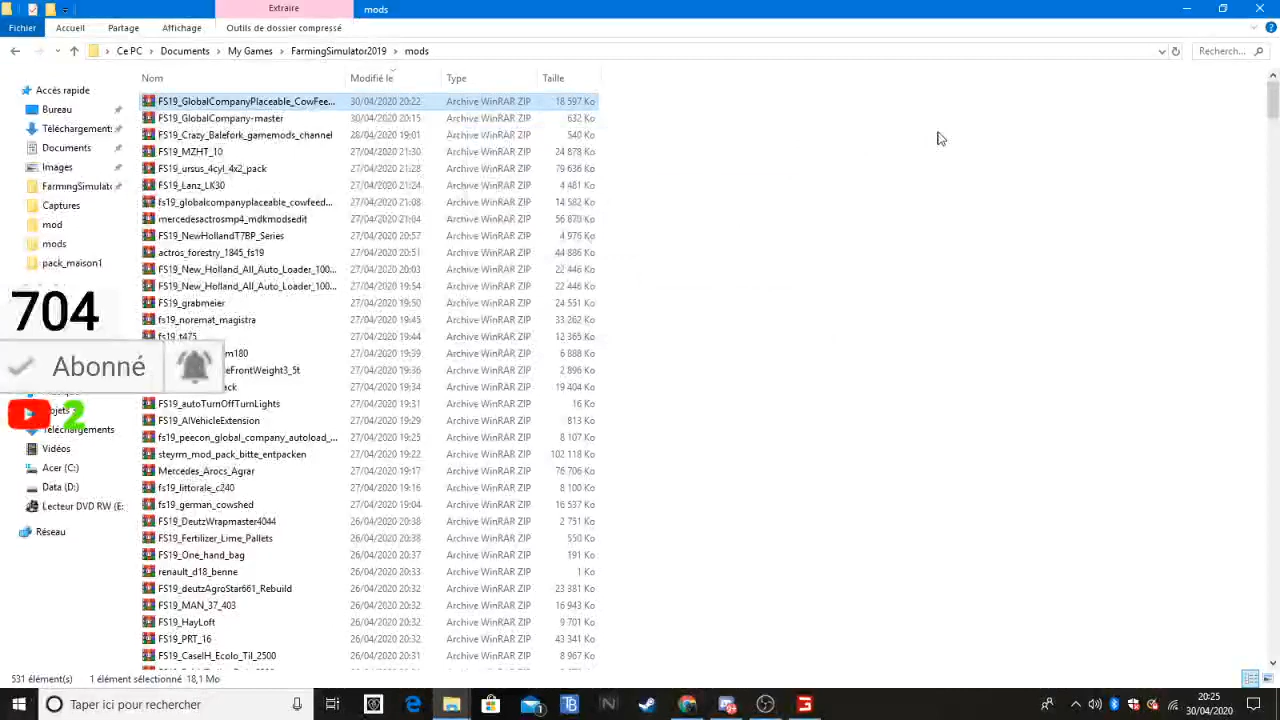 Extraire
mods
Fichier Accueil Partage Affichage Outils de dossier compressé
Ce PC > Documents > My Games > FarmingSimulator2019 > mods
Recherch...
Nom Modifié le Type Taille
Accès rapide
Bureau
Téléchargements
Documents
Images
FarmingSimulat
Captures
mod
mods
pack_maison1
FS19_GlobalCompanyPlaceable_CowFee... 30/04/2020 20:22 Archive WinRAR ZIP 18 597 Ko
FS19_GlobalCompany-master 30/04/2020 20:15 Archive WinRAR ZIP 632 Ko
FS19_Crazy_Balefork_gamemods_channel 28/04/2020 19:01 Archive WinRAR ZIP 540 Ko
FS19_MZHT_10 27/04/2020 21:30 Archive WinRAR ZIP 24 878 Ko
FS19_ursus_4cyl_4x2_pack 27/04/2020 21:28 Archive WinRAR ZIP 79 636 Ko
FS19_Lanz_LK30 27/04/2020 21:24 Archive WinRAR ZIP 4 481 Ko
fs19_globalcompanyplaceable_cowfeed... 27/04/2020 21:08 Archive WinRAR ZIP 14 582 Ko
mercedesactrosmp4_mdkmodsedit 27/04/2020 21:04 Archive WinRAR ZIP 56 870 Ko
FS19_NewHollandT7BP_Series 27/04/2020 20:57 Archive WinRAR ZIP 4 976 Ko
actros_forestry_1845_fs19 27/04/2020 20:51 Archive WinRAR ZIP 44 886 Ko
FS19_New_Holland_All_Auto_Loader_100... 27/04/2020 20:03 Archive WinRAR ZIP 22 446 Ko
FS19_New_Holland_All_Auto_Loader_100... 27/04/2020 19:54 Archive WinRAR ZIP 22 446 Ko
FS19_grabmeier 27/04/2020 19:50 Archive WinRAR ZIP 24 551 Ko
fs19_noremat_magistra 27/04/2020 19:45 Archive WinRAR ZIP 33 262 Ko
fs19_t475 27/04/2020 19:44 Archive WinRAR ZIP 12 365 Ko
m180 27/04/2020 19:39 Archive WinRAR ZIP 6 888 Ko
eFrontWeight3_5t 27/04/2020 19:36 Archive WinRAR ZIP 2 896 Ko
ack 27/04/2020 19:34 Archive WinRAR ZIP 19 404 Ko
FS19_autoTurnOffTurnLights 27/04/2020 19:31 Archive WinRAR ZIP 16 Ko
FS19_AIVehicleExtension 27/04/2020 19:29 Archive WinRAR ZIP 813 Ko
fs19_peecon_global_company_autoload_... 27/04/2020 19:25 Archive WinRAR ZIP 8 107 Ko
steyrm_mod_pack_bitte_entpacken 27/04/2020 19:22 Archive WinRAR ZIP 102 118 Ko
Mercedes_Arocs_Agrar 27/04/2020 19:17 Archive WinRAR ZIP 76 706 Ko
fs19_littorale_c240 27/04/2020 19:16 Archive WinRAR ZIP 8 100 Ko
fs19_german_cowshed 27/04/2020 19:04 Archive WinRAR ZIP 16 537 Ko
FS19_DeutzWrapmaster4044 26/04/2020 20:38 Archive WinRAR ZIP 2 751 Ko
FS19_Fertilizer_Lime_Pallets 26/04/2020 20:38 Archive WinRAR ZIP 550 Ko
FS19_One_hand_bag 26/04/2020 20:37 Archive WinRAR ZIP 191 Ko
renault_d18_benne 26/04/2020 20:33 Archive WinRAR ZIP 1 Ko
FS19_deutzAgroStar661_Rebuild 26/04/2020 20:32 Archive WinRAR ZIP 23 381 Ko
FS19_MAN_37_403 26/04/2020 20:32 Archive WinRAR ZIP 16 943 Ko
FS19_HayLoft 26/04/2020 20:32 Archive WinRAR ZIP 9 701 Ko
FS19_PRT_16 26/04/2020 20:32 Archive WinRAR ZIP 43 341 Ko
FS19_CaseIH_Ecolo_Til_2500 26/04/2020 20:31 Archive WinRAR ZIP 8 967 Ko
704
Abonné
2
Téléchargements
Vidéos
Acer (C:)
Data (D:)
Lecteur DVD RW (E:
Réseau
531 élément(s) 1 élément sélectionné 18,1 Mo
Taper ici pour rechercher
20:25
30/04/2020